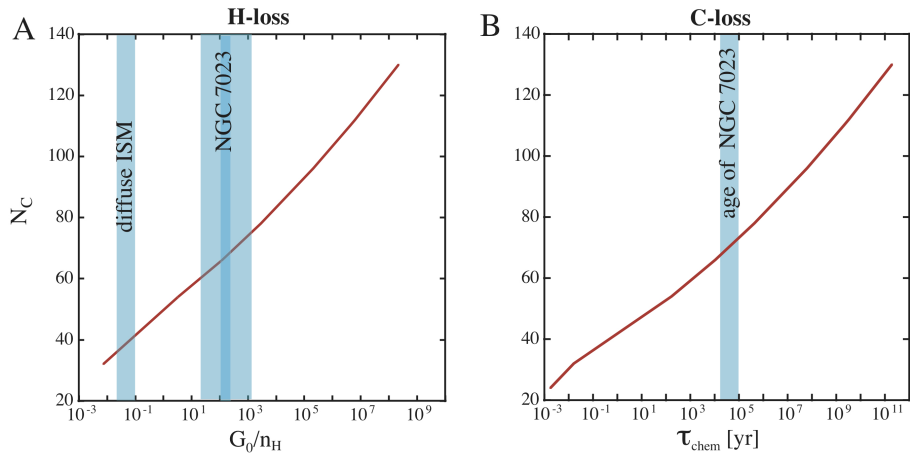 A
H-loss
N_C
140
120
100
80
60
40
20
diffuse ISM
NGC 7023
10^-3 10^-1 10^1 10^3 10^5 10^7 10^9
G_0/n_H
B
C-loss
140
120
100
80
60
40
20
age of NGC 7023
10^-3 10^-1 10^1 10^3 10^5 10^7 10^9 10^11
τ_chem [yr]